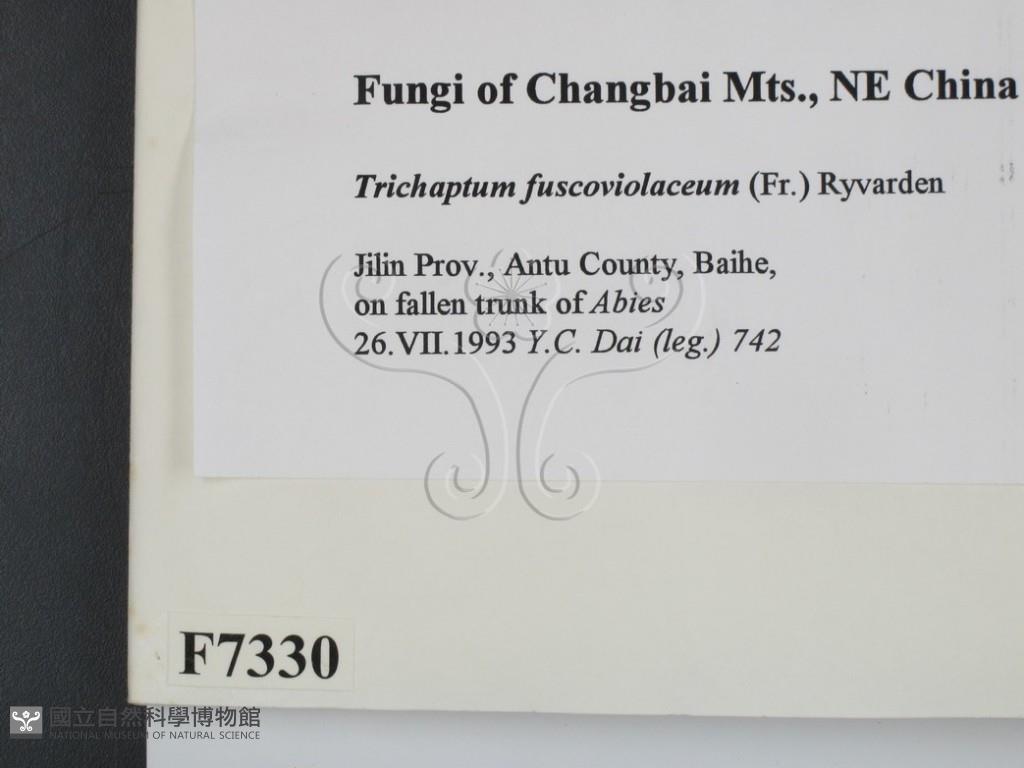 Fungi of Changbai Mts., NE China
Trichaptum fuscoviolaceum (Fr.) Ryvarden
Jilin Prov., Antu County, Baihe,
on fallen trunk of Abies
26.VII.1993 Y.C. Dai (leg.) 742
F7330
國立自然科學博物館
NATIONAL MUSEUM OF NATURAL SCIENCE